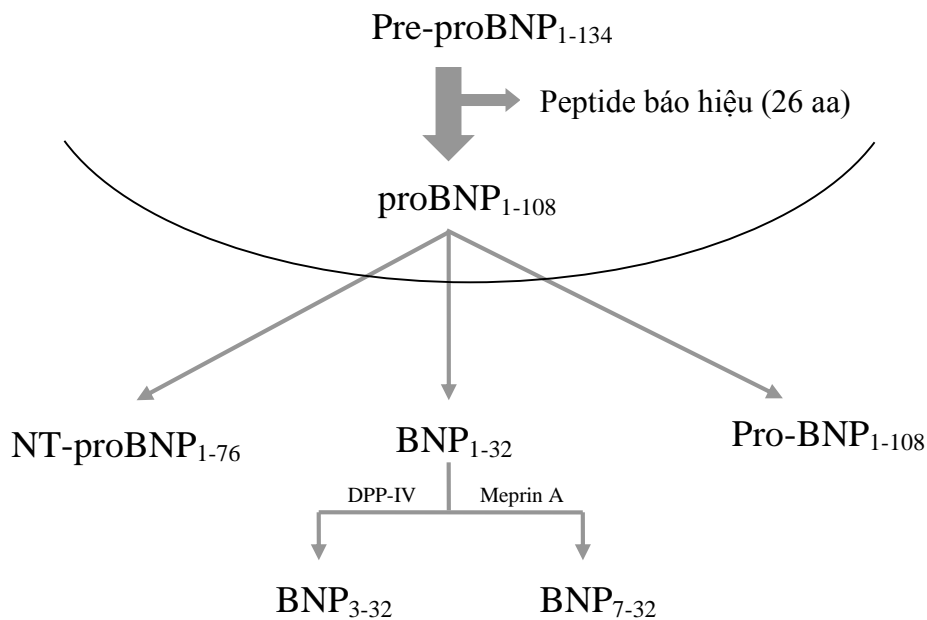 Pre-proBNP1-134
Peptide báo hiệu (26 aa)
proBNP1-108
NT-proBNP1-76
BNP1-32
Pro-BNP1-108
DPP-IV
Meprin A
BNP3-32
BNP7-32